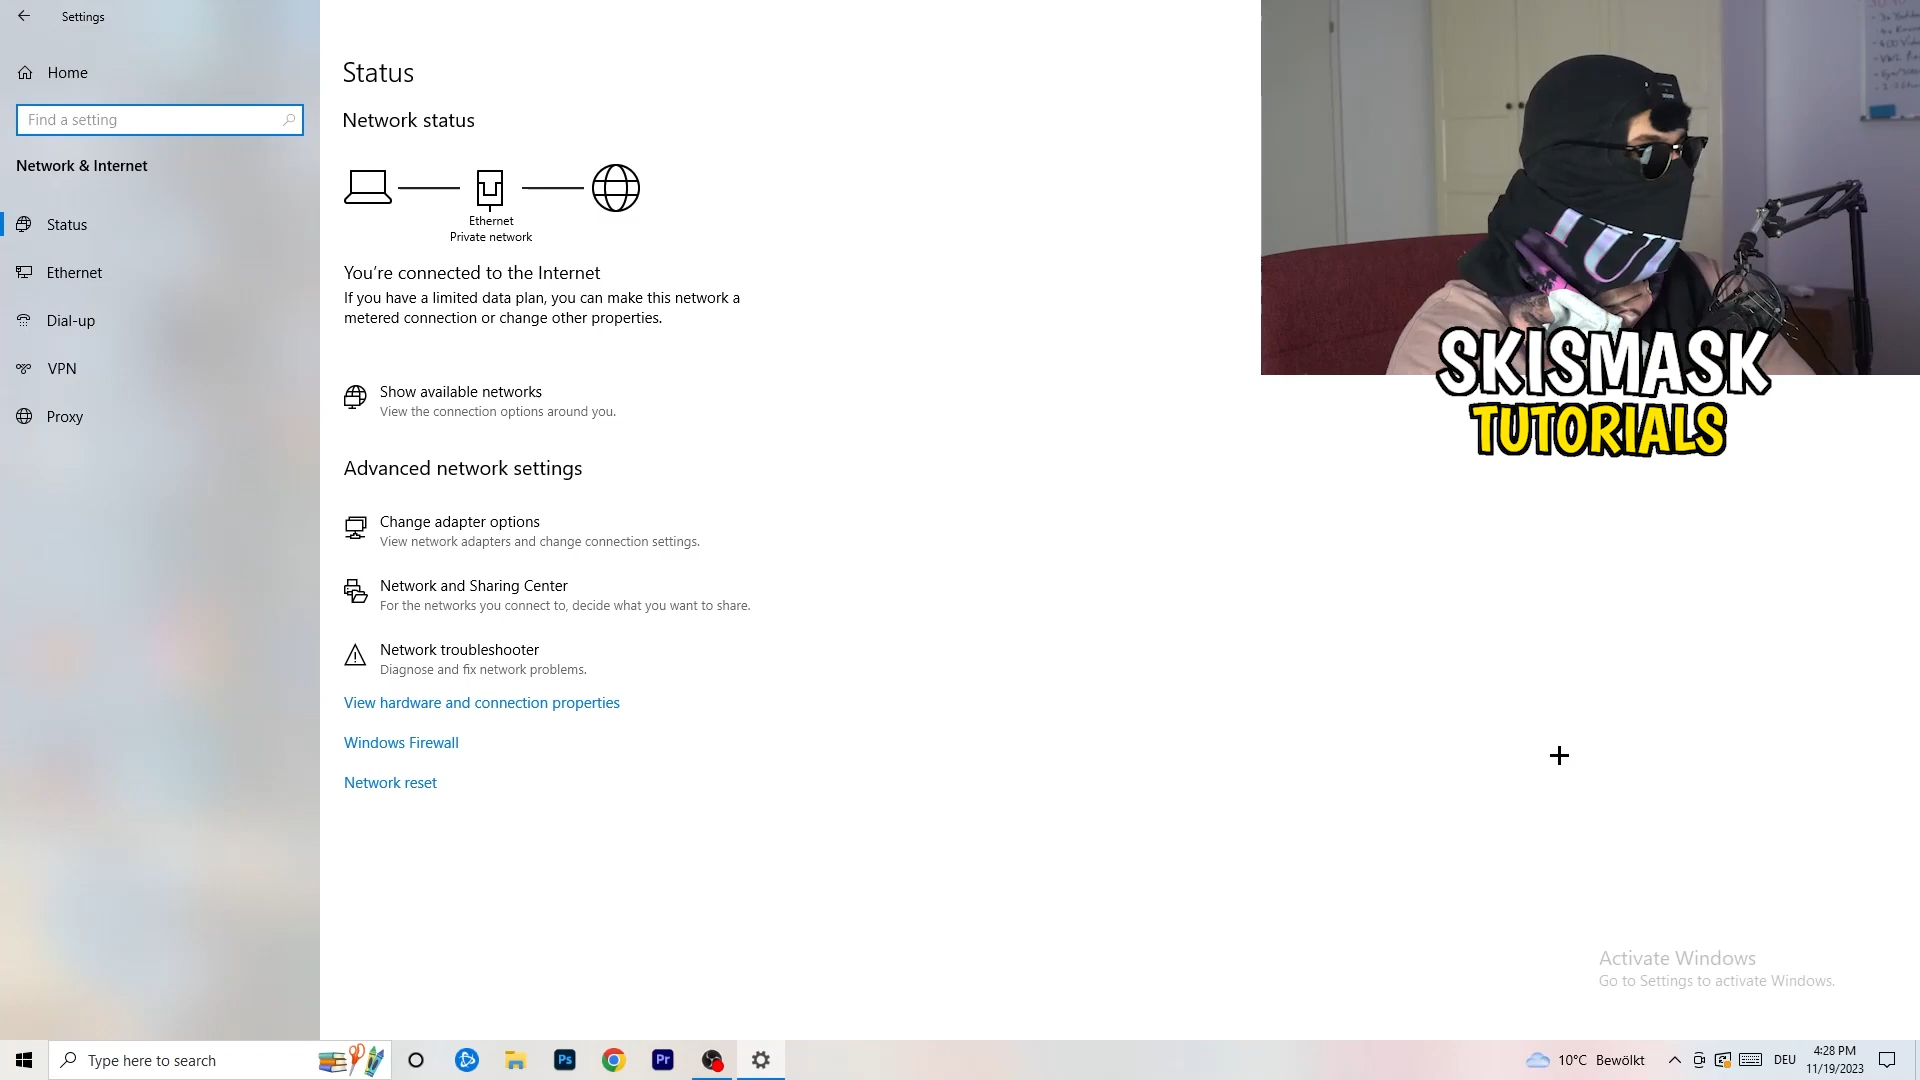 Settings
Home
Find a setting
Network & Internet
Status
Ethernet
Dial-up
VPN
Proxy
Status
Network status
Ethernet
Private network
You're connected to the Internet
If you have a limited data plan, you can make this network a
metered connection or change other properties.
Show available networks
View the connection options around you.
Advanced network settings
Change adapter options
View network adapters and change connection settings.
Network and Sharing Center
For the networks you connect to, decide what you want to share.
Network troubleshooter
Diagnose and fix network problems.
View hardware and connection properties
Windows Firewall
Network reset
SKISMASK
TUTORIALS
Activate Windows
Go to Settings to activate Windows.
Type here to search
Ps
Pr
10°C Bewölkt
DEU
4:28 PM
11/19/2023